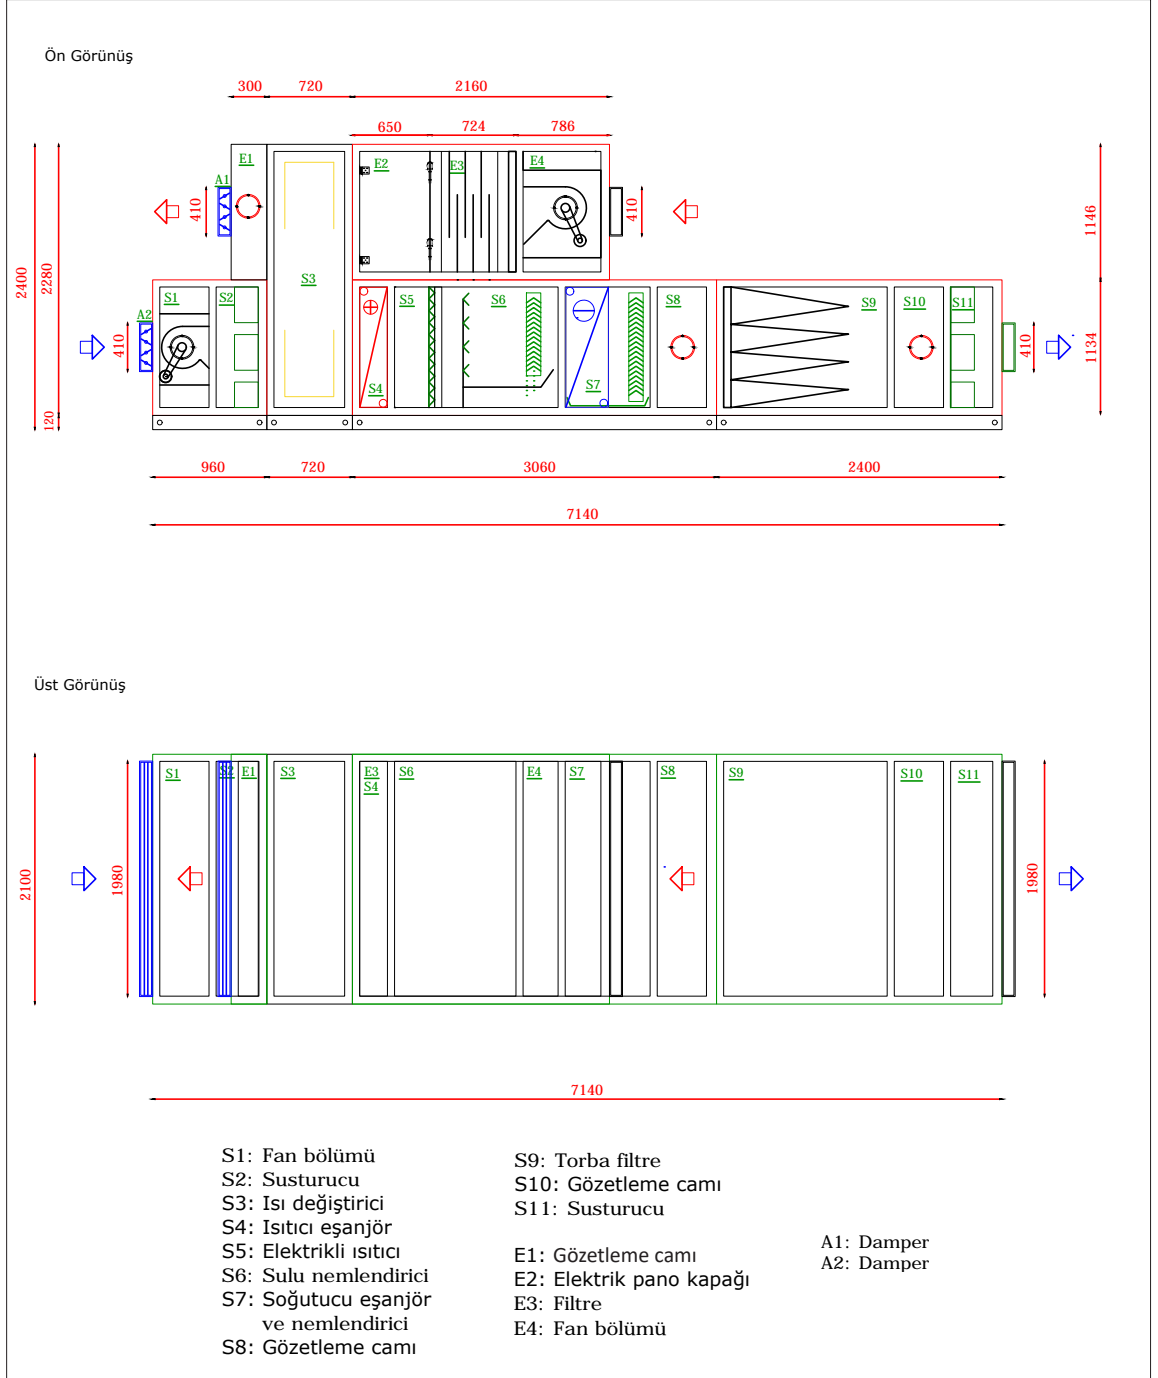 Ön Görünüş
300 720 2160
650 724 786
E1 E2 E3 E4
A1
410 410
1146
2400 2280
S3
S1 S2 S5 S6 S8 S9 S10 S11
A2
410 410
1134
S4 S7
120
960 720 3060 2400
7140
Üst Görünüş
S1 S2 E1 S3 E3 S6 E4 S7 S8 S9 S10 S11
S4
2100 1980 1980
7140
S1: Fan bölümü
S2: Susturucu
S3: Isı değiştirici
S4: Isıtıcı eşanjör
S5: Elektrikli ısıtıcı
S6: Sulu nemlendirici
S7: Soğutucu eşanjör
ve nemlendirici
S8: Gözetleme camı
S9: Torba filtre
S10: Gözetleme camı
S11: Susturucu
E1: Gözetleme camı
E2: Elektrik pano kapağı
E3: Filtre
E4: Fan bölümü
A1: Damper
A2: Damper